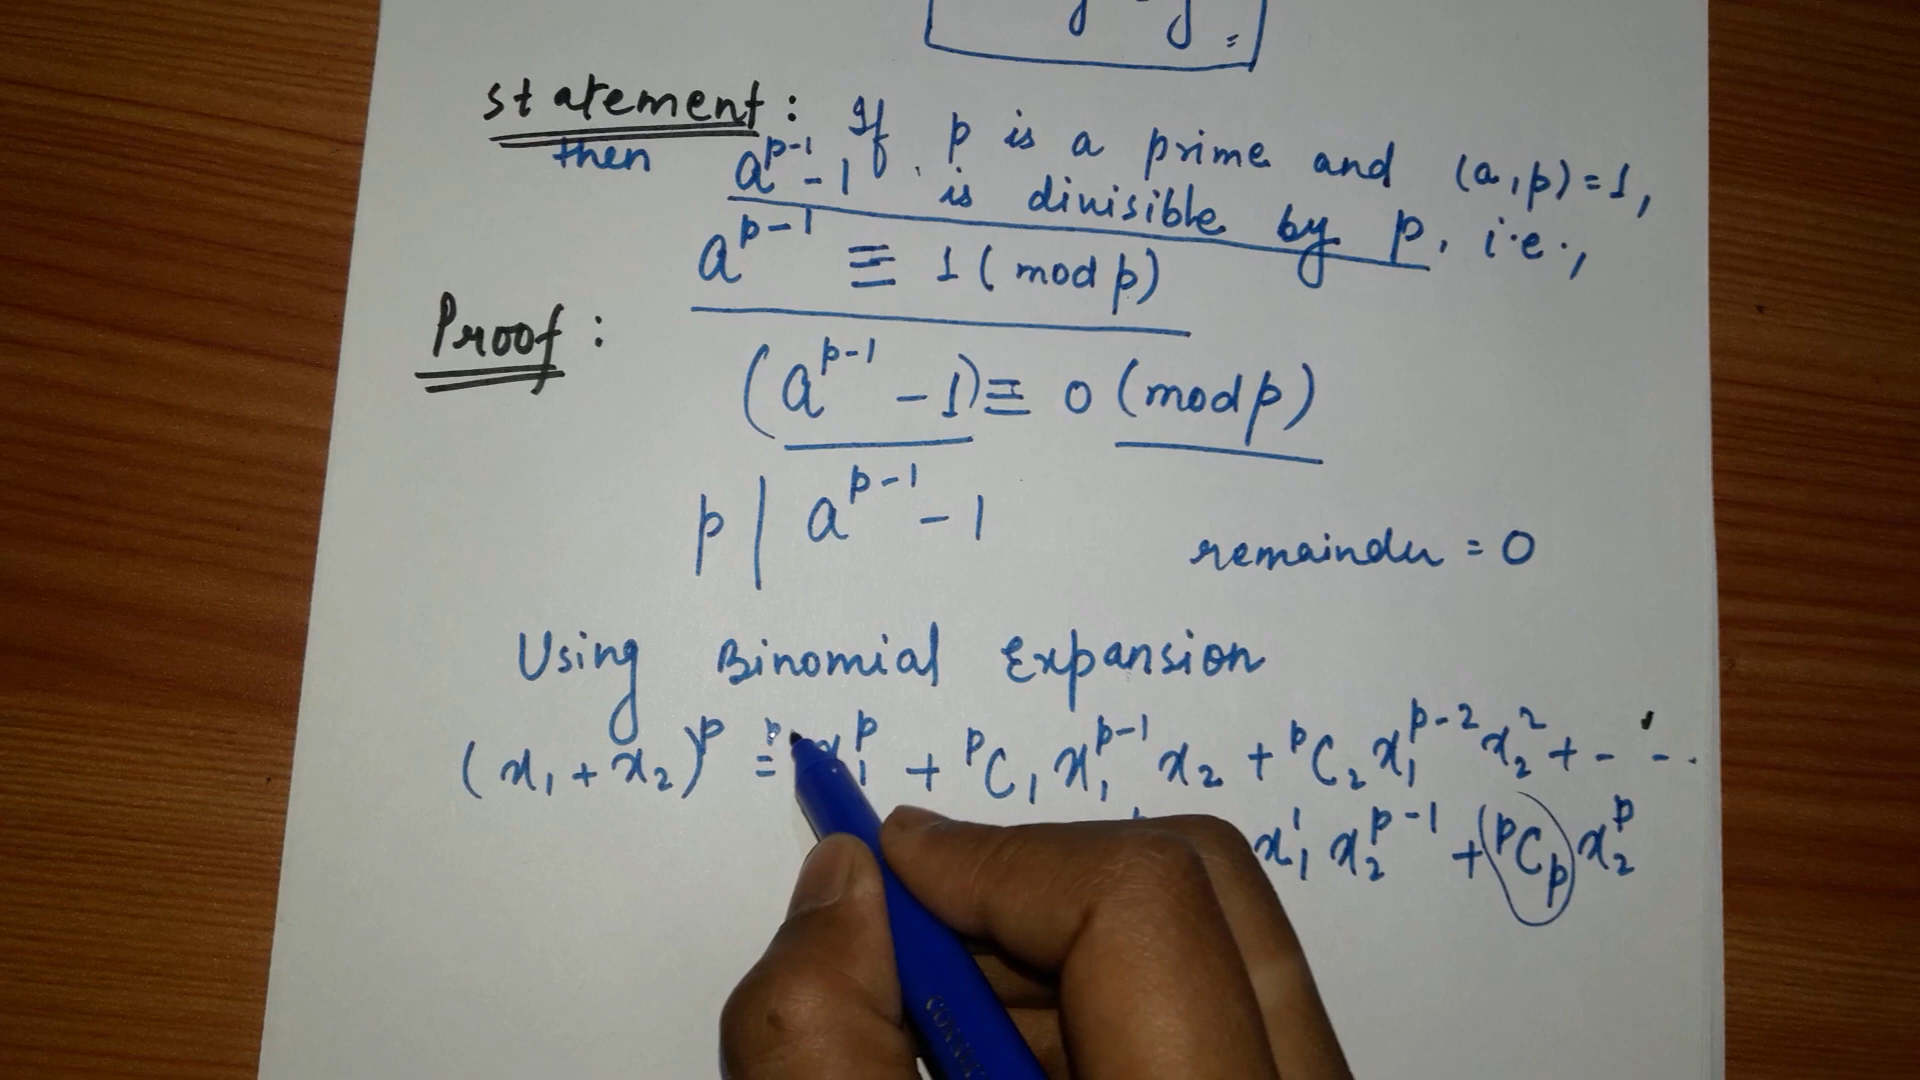 statement: If p is a prime and (a,p)=1,
then a^{p-1} - 1 is divisible by p. i.e.,
a^{p-1} ≡ 1 (mod p)
Proof:
(a^{p-1} - 1) ≡ 0 (mod p)
p | a^{p-1} - 1
remainder = 0
Using Binomial Expansion
(x₁ + x₂)^p = x₁^p + ^pC₁ x₁^{p-1} x₂ + ^pC₂ x₁^{p-2} x₂² + - - - .
x₁¹ x₂^{p-1} + ^pC_p x₂^p